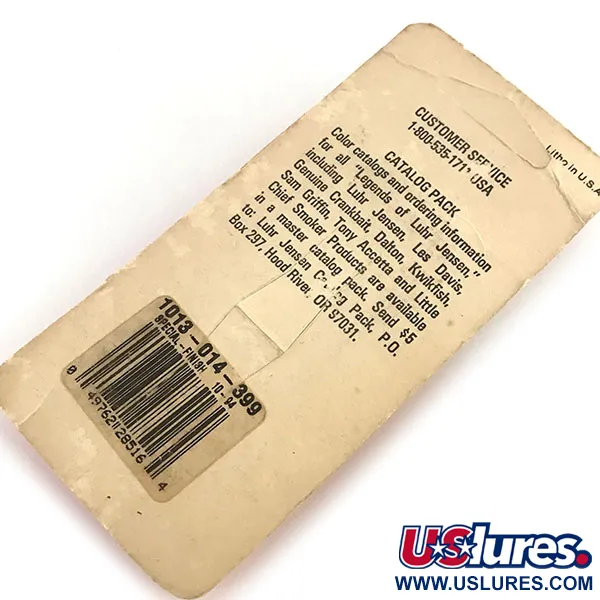 CUSTOMER SERVICE
1-800-535-1711 USA
Litho in U.S.A.
CATALOG PACK
Color catalogs and ordering information
for all "Legends of Luhr Jensen,"
including Luhr Jensen, Les Davis,
Genuine Crankbait, Dalton, Kwikfish,
Sam Griffin, Tony Accetta and Little
Chief Smoker Products are available
in a master catalog pack. Send $5
to: Luhr Jensen Catalog Pack, P.O.
Box 297, Hood River, OR 97031.
1013-014-399
SPECIAL-FINISH 10-94
0 49762 28516 4
USlures.
WWW.USLURES.COM